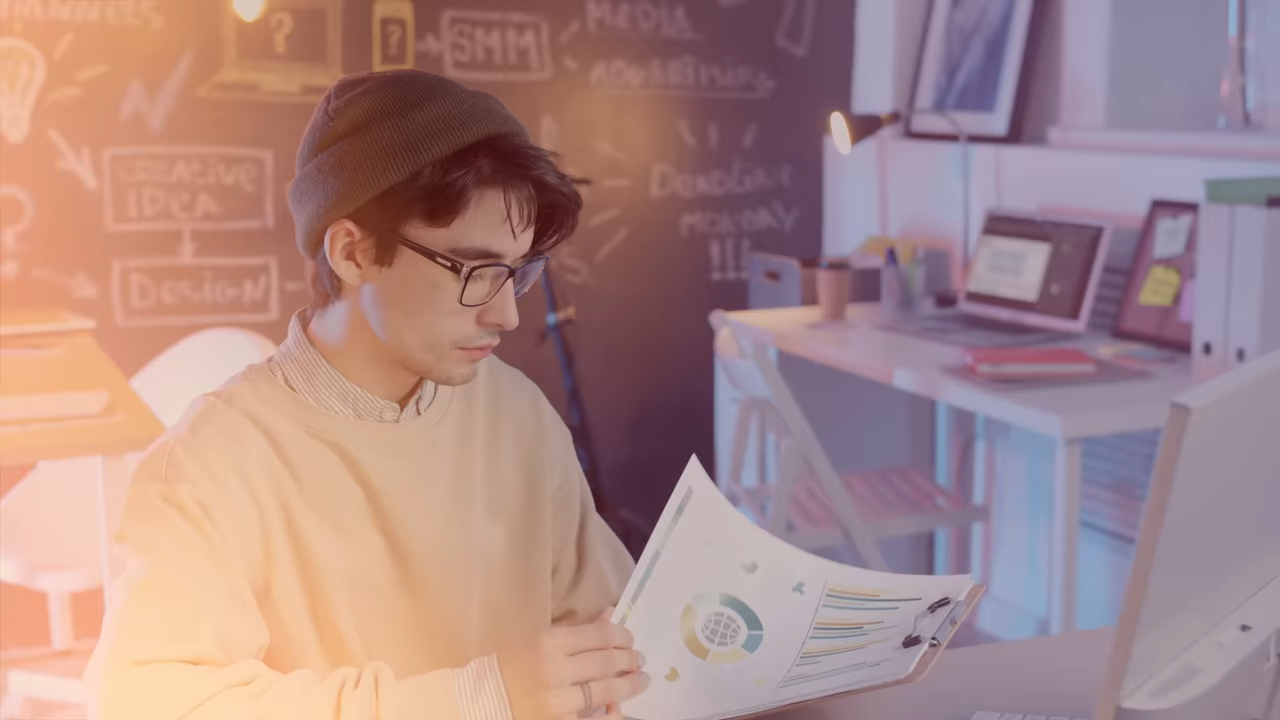 ?
?
SMM
MEDIA
ADVERTISING
CREATIVE
IDEA
DESIGN
DEADLINE
MONDAY
!!!